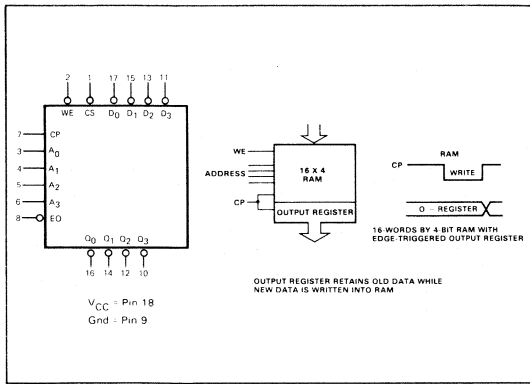 2 1 17 15 13 11
WE CS D0 D1 D2 D3
7 CP
3 A0
4 A1
5 A2
6 A3
8 EO
Q0 Q1 Q2 Q3
16 14 12 10
VCC = Pin 18
Gnd = Pin 9
WE
ADDRESS
CP
16 X 4
RAM
OUTPUT REGISTER
RAM
CP
WRITE
O - REGISTER
16-WORDS BY 4-BIT RAM WITH
EDGE-TRIGGERED OUTPUT REGISTER
OUTPUT REGISTER RETAINS OLD DATA WHILE
NEW DATA IS WRITTEN INTO RAM